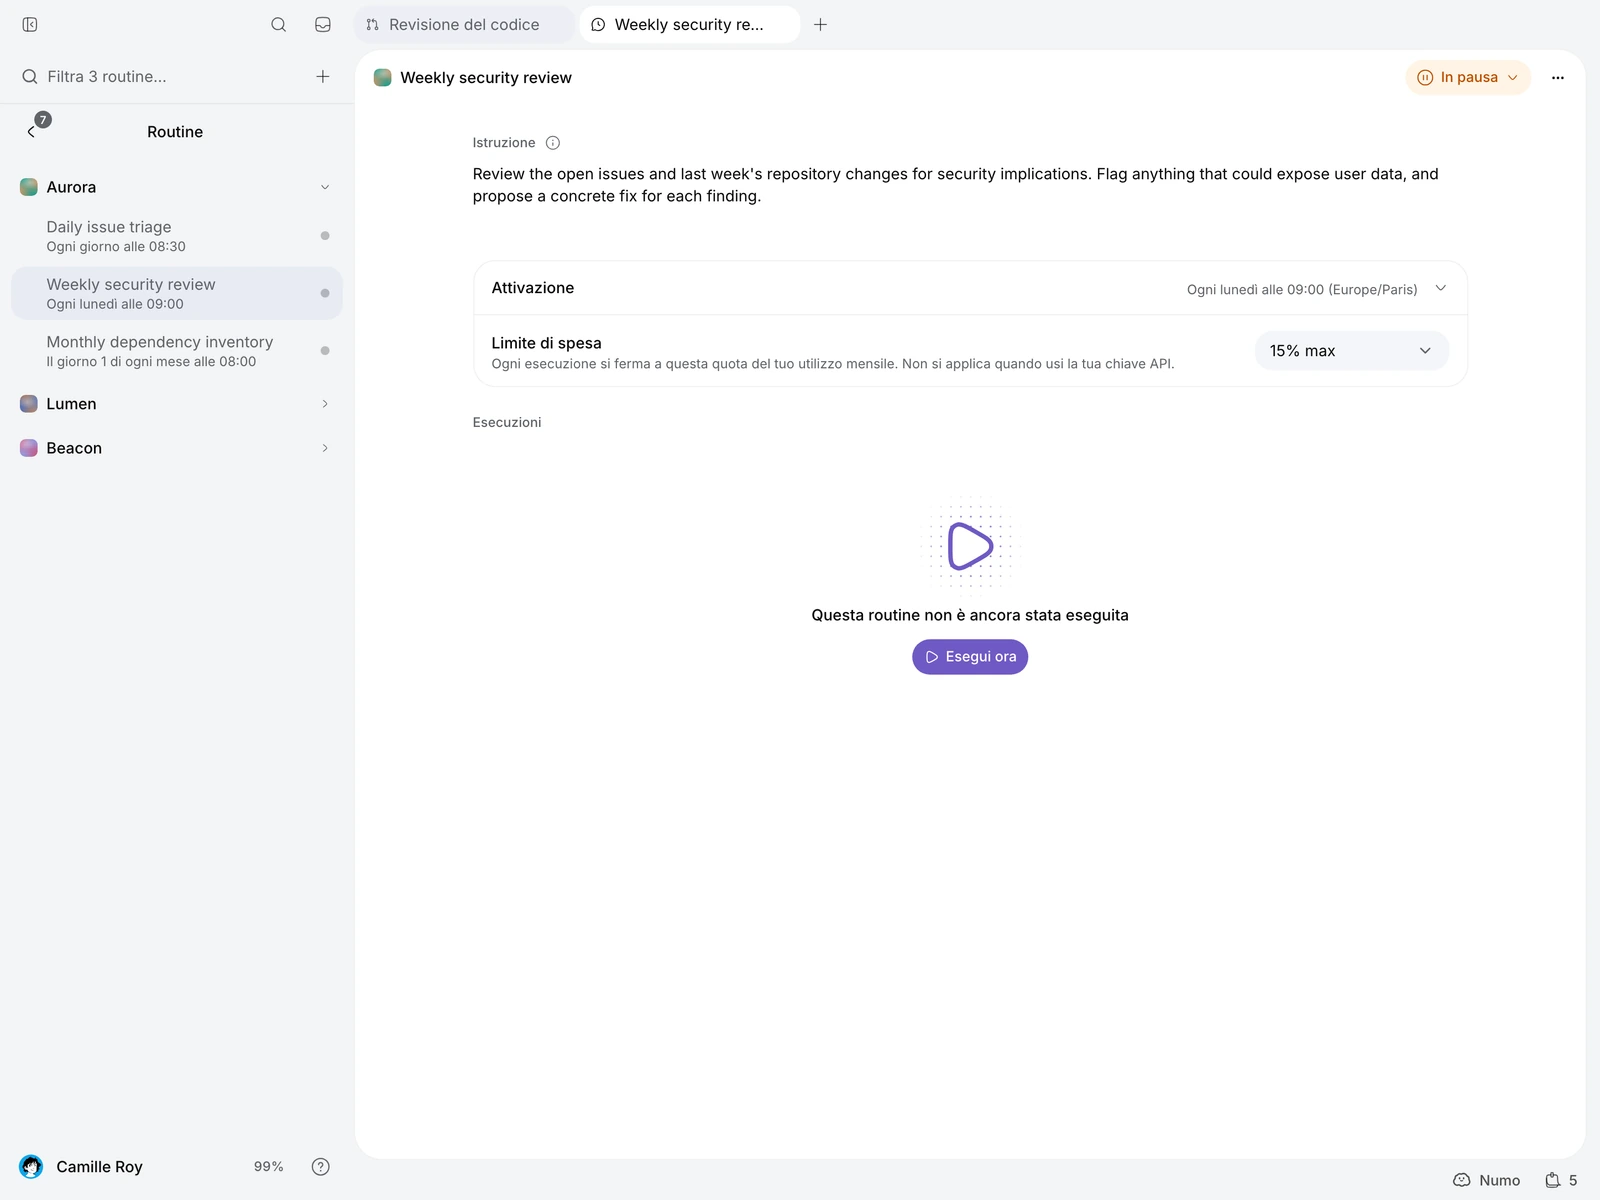 Revisione del codice
Weekly security re...
Filtra 3 routine...
7
Routine
Aurora
Daily issue triage
Ogni giorno alle 08:30
Weekly security review
Ogni lunedì alle 09:00
Monthly dependency inventory
Il giorno 1 di ogni mese alle 08:00
Lumen
Beacon
Camille Roy
99%
Weekly security review
In pausa
Istruzione
Review the open issues and last week's repository changes for security implications. Flag anything that could expose user data, and
propose a concrete fix for each finding.
Attivazione
Ogni lunedì alle 09:00 (Europe/Paris)
Limite di spesa
Ogni esecuzione si ferma a questa quota del tuo utilizzo mensile. Non si applica quando usi la tua chiave API.
15% max
Esecuzioni
Questa routine non è ancora stata eseguita
Esegui ora
Numo
5